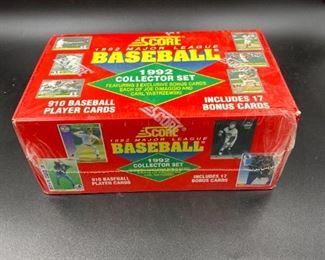 SCORE
1992 MAJOR LEAGUE
BASEBALL
1992
COLLECTOR SET
FEATURING 3 EXCLUSIVE BONUS CARDS
EACH OF JOE DIMAGGIO AND
CARL YASTRZEMSKI
910 BASEBALL
PLAYER CARDS
INCLUDES 17
BONUS CARDS
SCORE
1992 MAJOR LEAGUE
BASEBALL
1992
COLLECTOR SET
910 BASEBALL
PLAYER CARDS
INCLUDES 17
BONUS CARDS